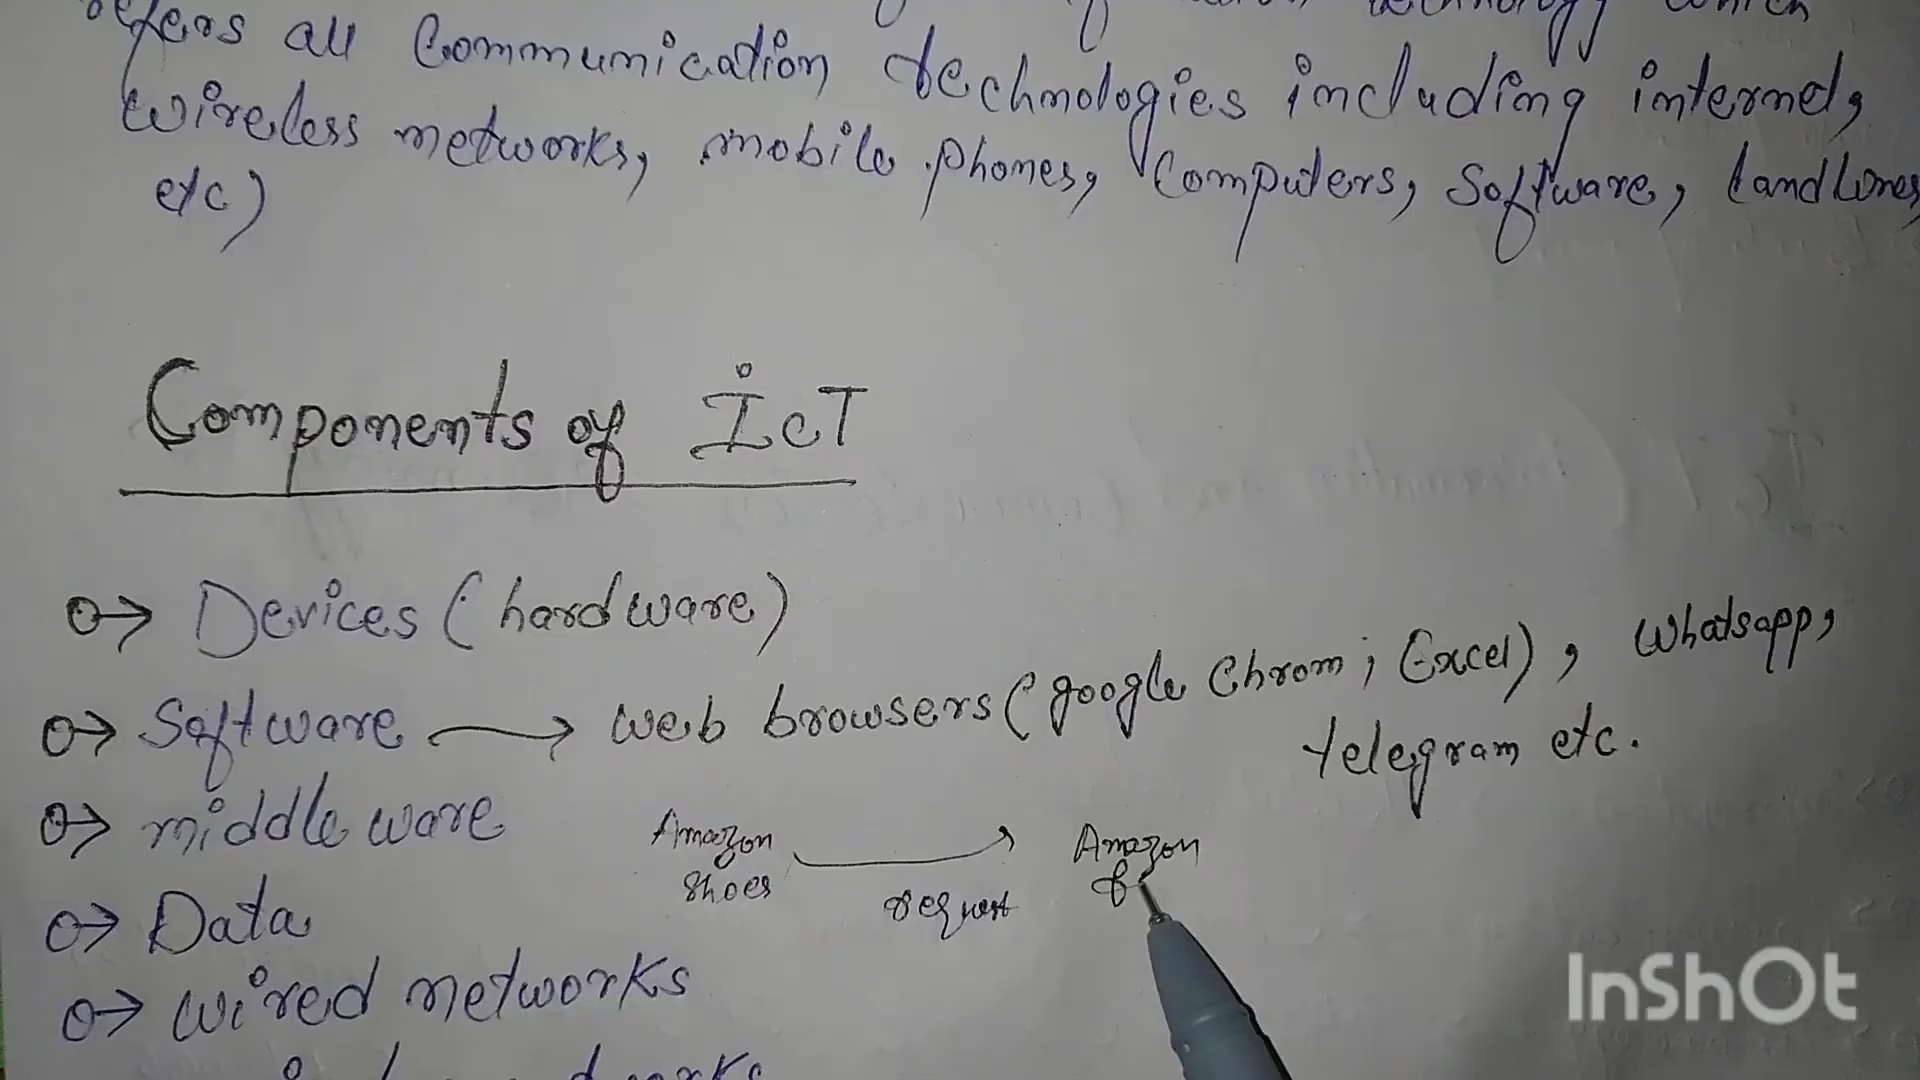 all Communication technologies including internet,
wireless networks, mobile phones, Computers, Software, landlines,
etc)
Components of ICT
Devices (hardware)
Software → web browsers (google Chrom ; Excel) , Whatsapp,
telegram etc.
middle ware
Amazon shoes → request Amazon
Data
wired networks
InShOt